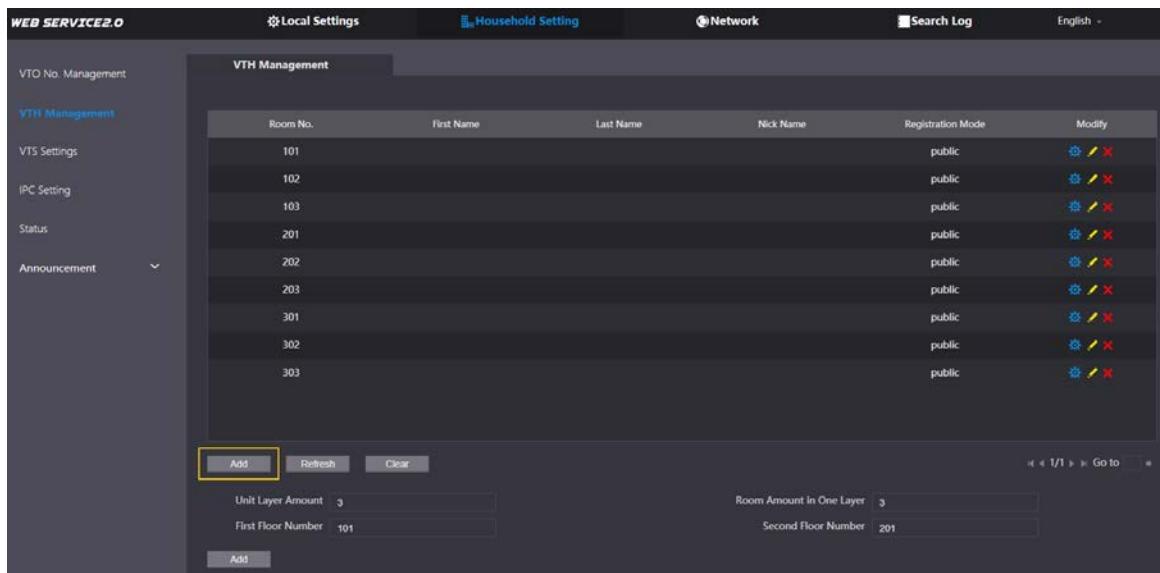 WEB SERVICE2.0 Local Settings Household Setting Network Search Log English
VTO No. Management
VTH Management
VTS Settings
IPC Setting
Status
Announcement
VTH Management
Room No. First Name Last Name Nick Name Registration Mode Modify
101 public
102 public
103 public
201 public
202 public
203 public
301 public
302 public
303 public
Add Refresh Clear 1/1 Go to
Unit Layer Amount 3 Room Amount in One Layer 3
First Floor Number 101 Second Floor Number 201
Add